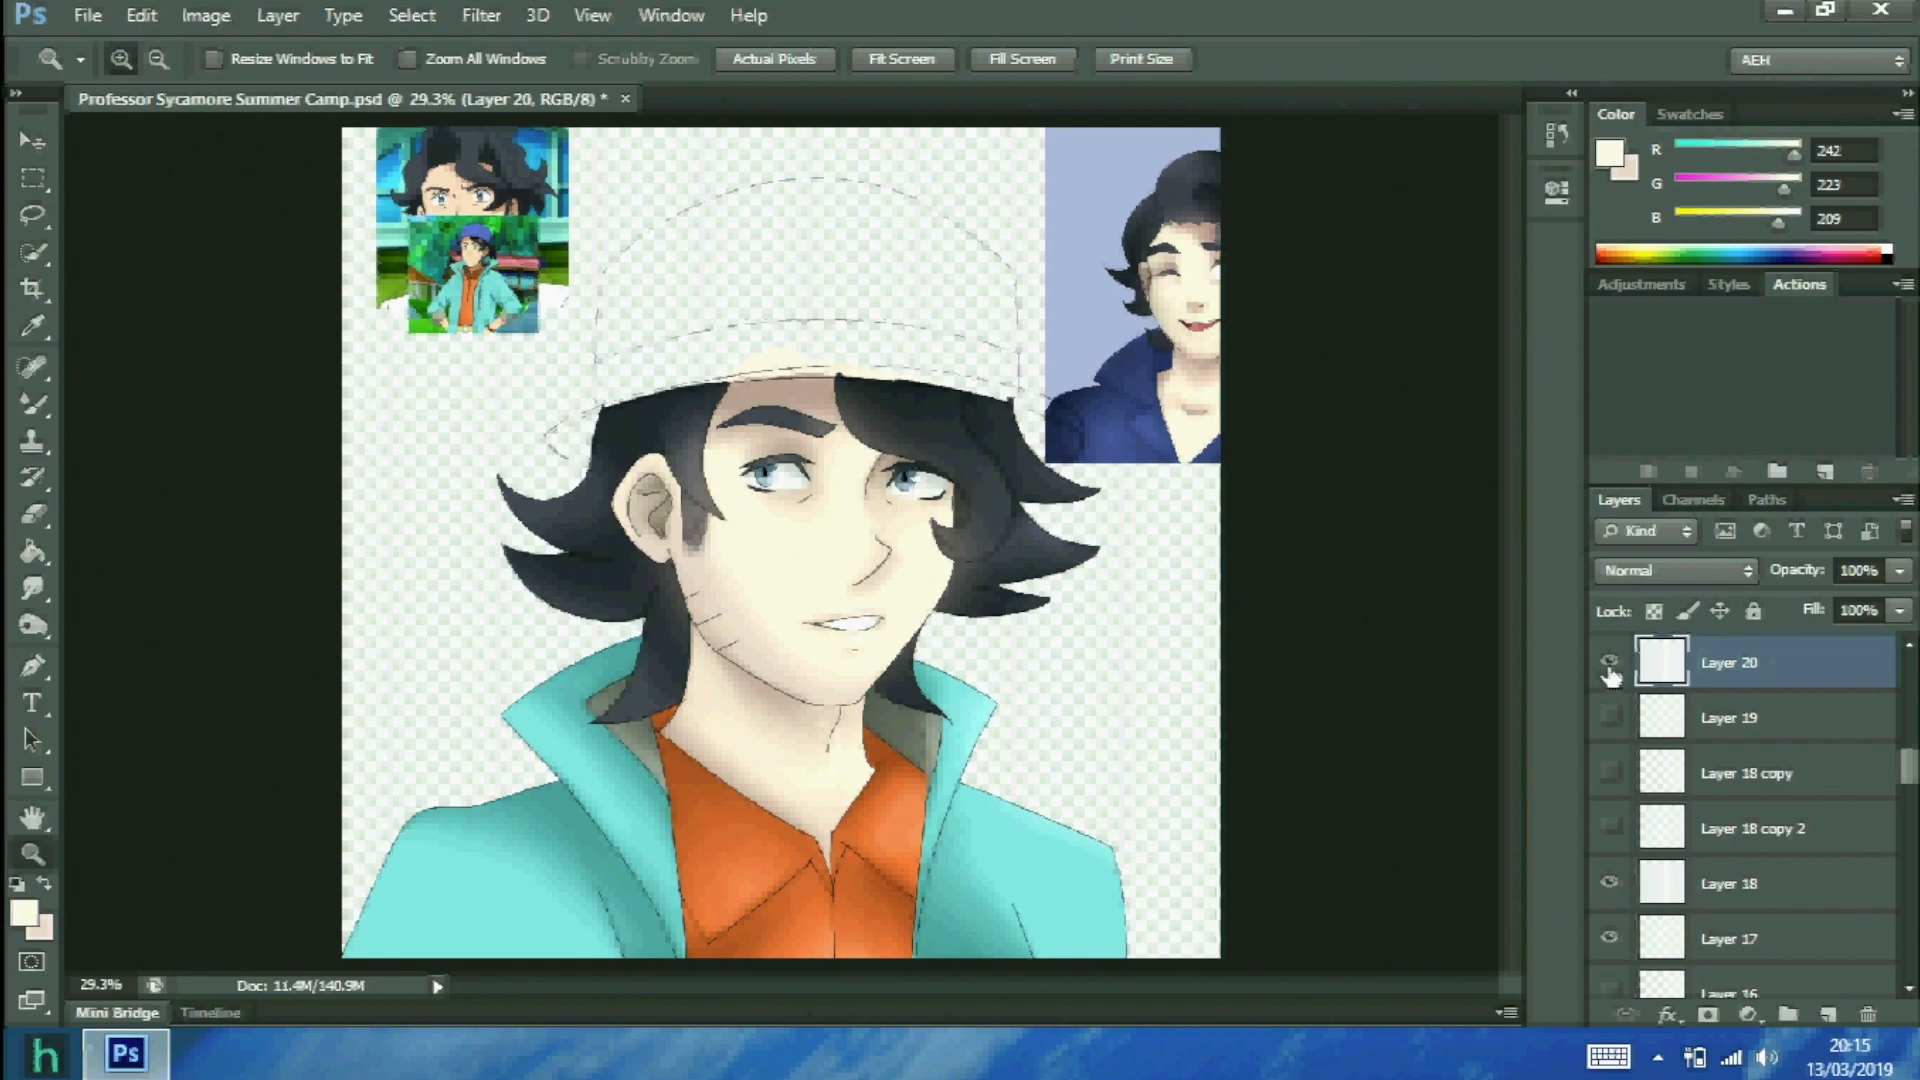 Ps File Edit Image Layer Type Select Filter 3D View Window Help
Resize Windows to Fit Zoom All Windows Scrubby Zoom Actual Pixels Fit Screen Fill Screen Print Size AEH
Professor Sycamore Summer Camp.psd @ 29.3% (Layer 20, RGB/8) * ×
Color Swatches
R 242
G 223
B 209
Adjustments Styles Actions
Layers Channels Paths
Kind
Normal Opacity: 100%
Lock: Fill: 100%
Layer 20
Layer 19
Layer 18 copy
Layer 18 copy 2
Layer 18
Layer 17
Layer 16
29.3% Doc: 11.4M/140.9M
Mini Bridge Timeline
h Ps
20:15
13/03/2019